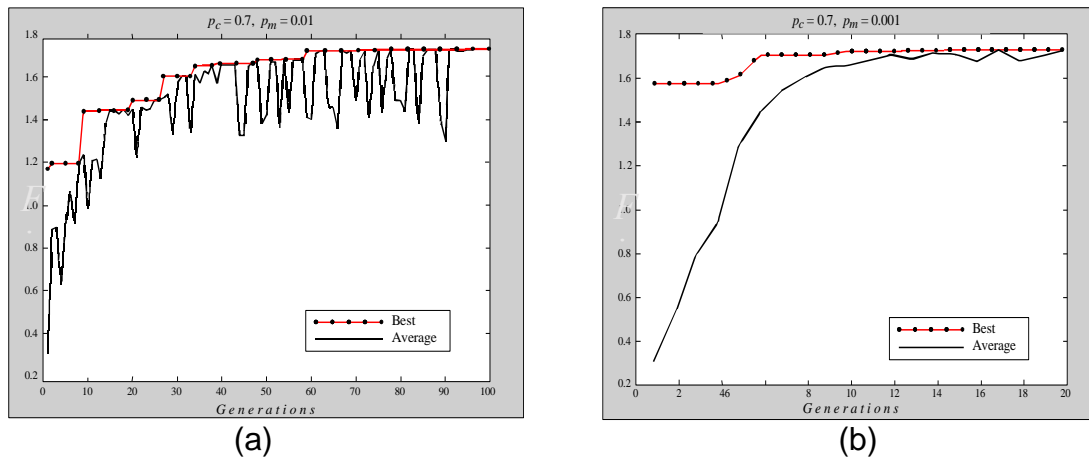 p_c = 0.7, p_m = 0.01
1.8
1.6
1.4
1.2
1.0
0.8
0.6
0.4
0.2
F
.
Best
Average
0 10 20 30 40 50 60 70 80 90 100
Generations
(a)
p_c = 0.7, p_m = 0.001
1.8
1.6
1.4
1.2
1.0
0.8
0.6
0.4
0.2
F
.
Best
Average
0 2 46 8 10 12 14 16 18 20
Generations
(b)